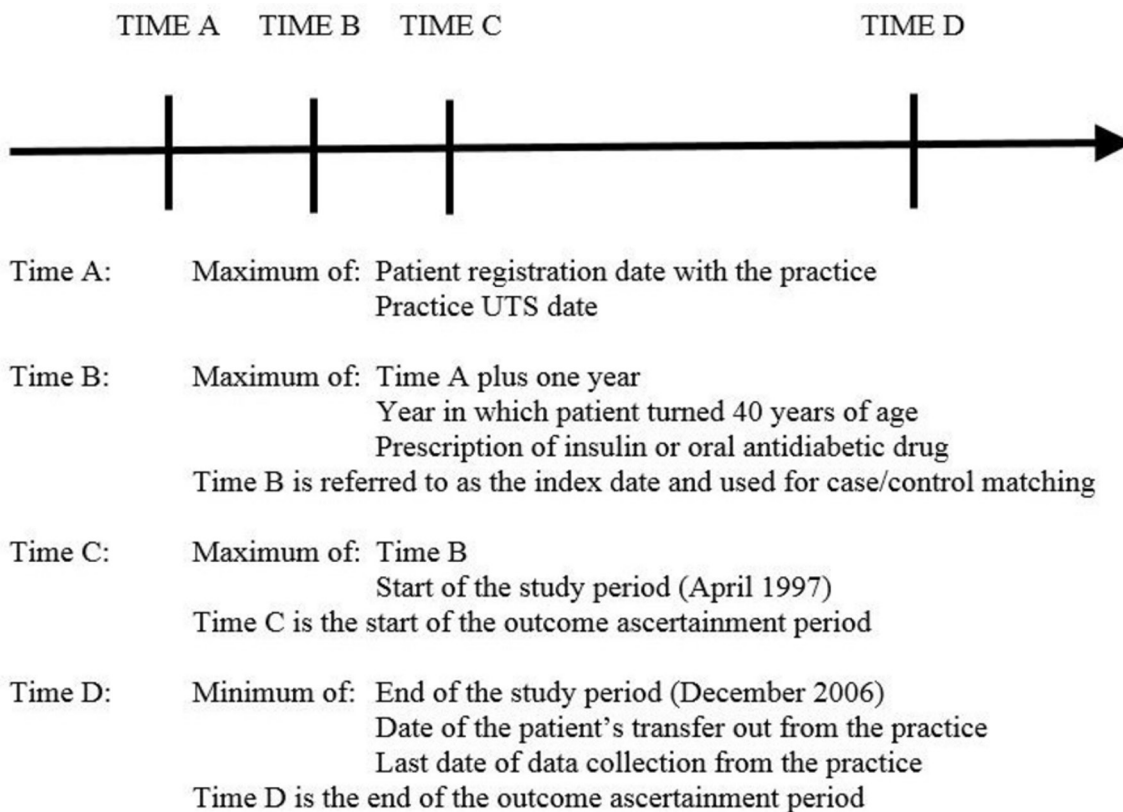 TIME A TIME B TIME C TIME D
Time A: Maximum of: Patient registration date with the practice
Practice UTS date
Time B: Maximum of: Time A plus one year
Year in which patient turned 40 years of age
Prescription of insulin or oral antidiabetic drug
Time B is referred to as the index date and used for case/control matching
Time C: Maximum of: Time B
Start of the study period (April 1997)
Time C is the start of the outcome ascertainment period
Time D: Minimum of: End of the study period (December 2006)
Date of the patient’s transfer out from the practice
Last date of data collection from the practice
Time D is the end of the outcome ascertainment period